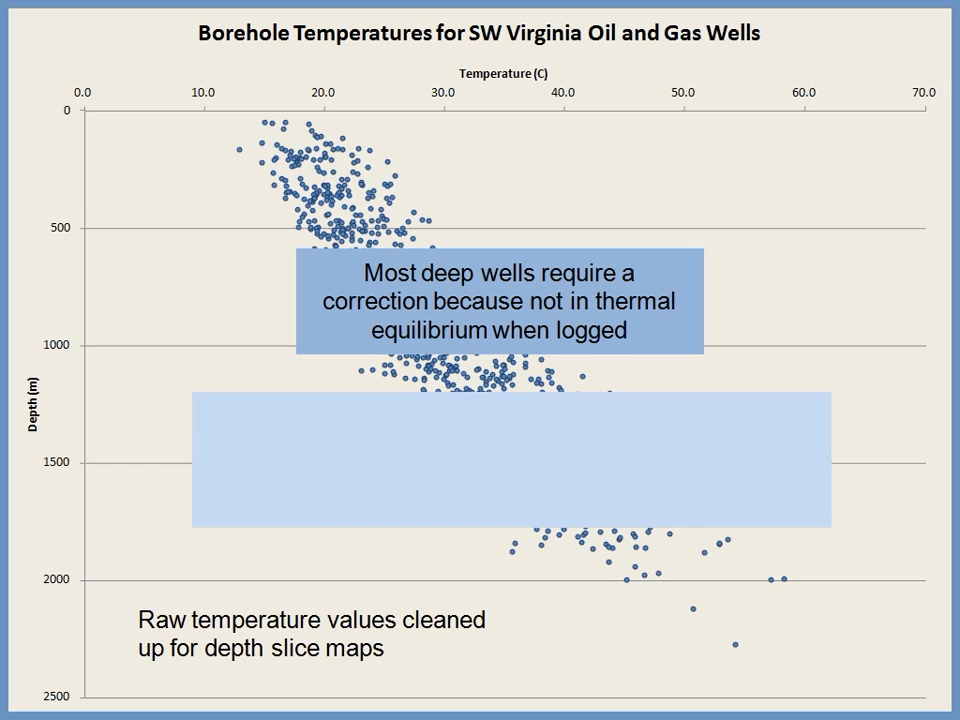 Borehole Temperatures for SW Virginia Oil and Gas Wells
Temperature (C)
0.0 10.0 20.0 30.0 40.0 50.0 60.0 70.0
0
500
Most deep wells require a
correction because not in thermal
equilibrium when logged
1000
Depth (m)
1500
2000
Raw temperature values cleaned
up for depth slice maps
2500